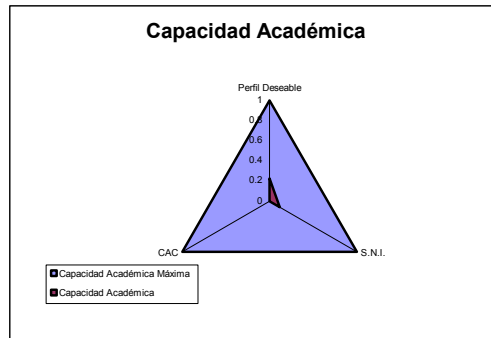 Capacidad Académica
Perfil Deseable
1
0.8
0.6
0.4
0.2
0
CAC
S.N.I.
Capacidad Académica Máxima
Capacidad Académica